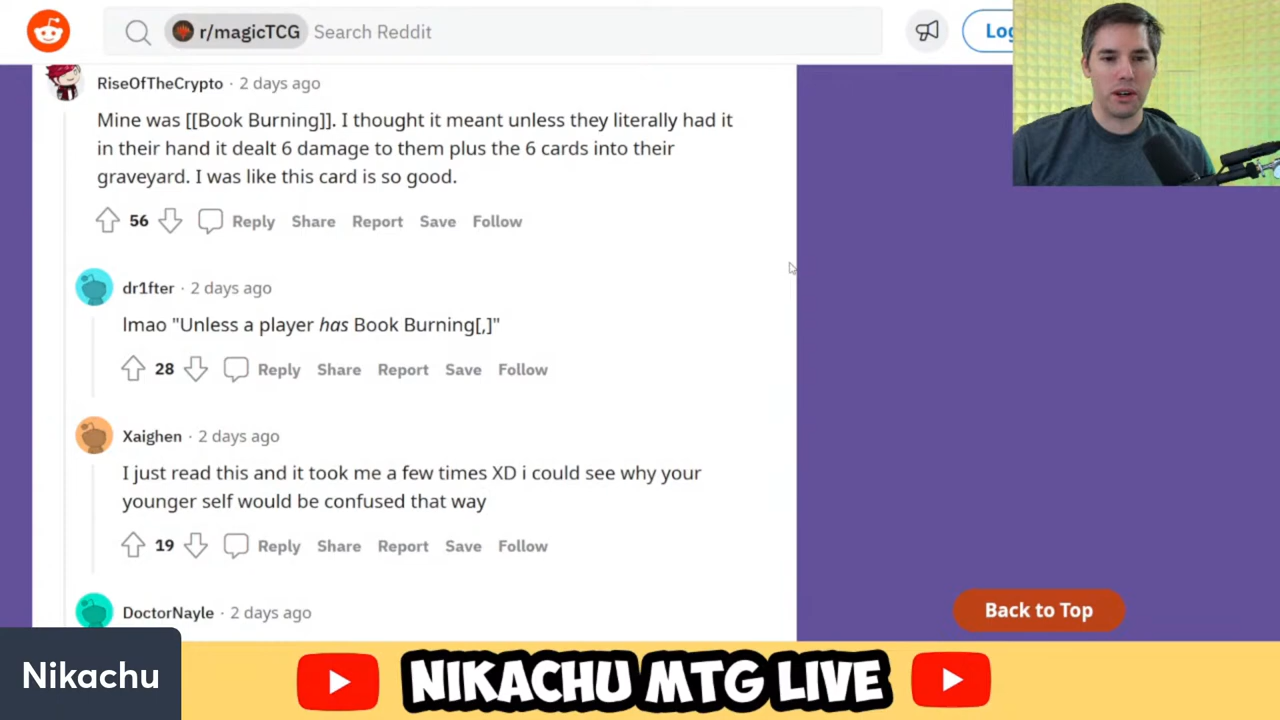 r/magicTCG Search Reddit
Log
RiseOfTheCrypto · 2 days ago
Mine was [[Book Burning]]. I thought it meant unless they literally had it
in their hand it dealt 6 damage to them plus the 6 cards into their
graveyard. I was like this card is so good.
56 Reply Share Report Save Follow
dr1fter · 2 days ago
lmao "Unless a player has Book Burning[,]"
28 Reply Share Report Save Follow
Xaighen · 2 days ago
I just read this and it took me a few times XD i could see why your
younger self would be confused that way
19 Reply Share Report Save Follow
DoctorNayle · 2 days ago
Back to Top
Nikachu
NIKACHU MTG LIVE